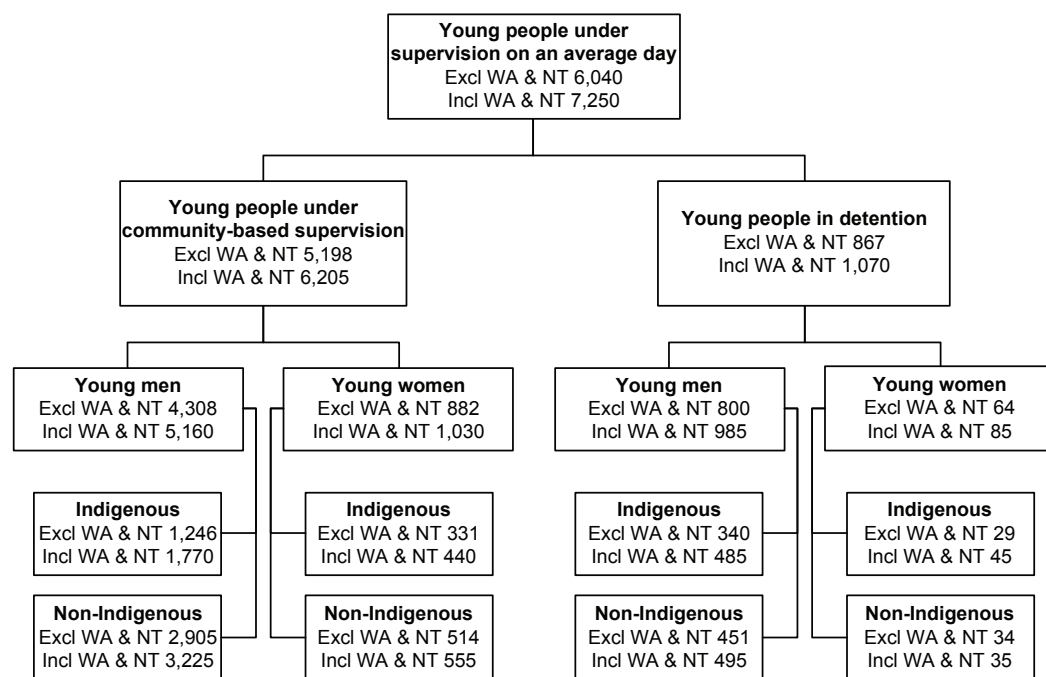 Young people under
supervision on an average day
Excl WA & NT 6,040
Incl WA & NT 7,250
Young people under
community-based supervision
Excl WA & NT 5,198
Incl WA & NT 6,205
Young people in detention
Excl WA & NT 867
Incl WA & NT 1,070
Young men
Excl WA & NT 4,308
Incl WA & NT 5,160
Young women
Excl WA & NT 882
Incl WA & NT 1,030
Young men
Excl WA & NT 800
Incl WA & NT 985
Young women
Excl WA & NT 64
Incl WA & NT 85
Indigenous
Excl WA & NT 1,246
Incl WA & NT 1,770
Indigenous
Excl WA & NT 331
Incl WA & NT 440
Indigenous
Excl WA & NT 340
Incl WA & NT 485
Indigenous
Excl WA & NT 29
Incl WA & NT 45
Non-Indigenous
Excl WA & NT 2,905
Incl WA & NT 3,225
Non-Indigenous
Excl WA & NT 514
Incl WA & NT 555
Non-Indigenous
Excl WA & NT 451
Incl WA & NT 495
Non-Indigenous
Excl WA & NT 34
Incl WA & NT 35